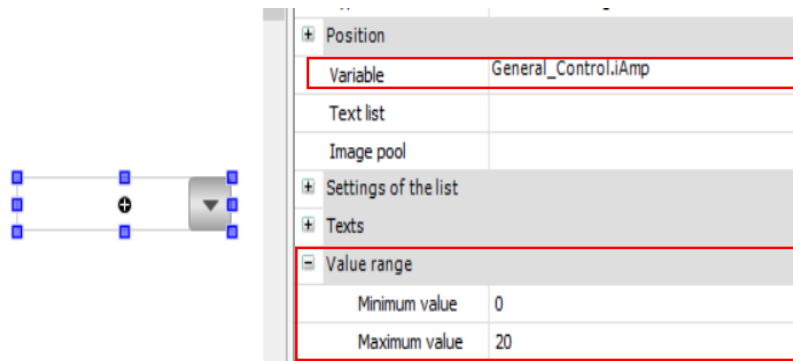 Position
Variable General_Control.iAmp
Text list
Image pool
Settings of the list
Texts
Value range
Minimum value 0
Maximum value 20